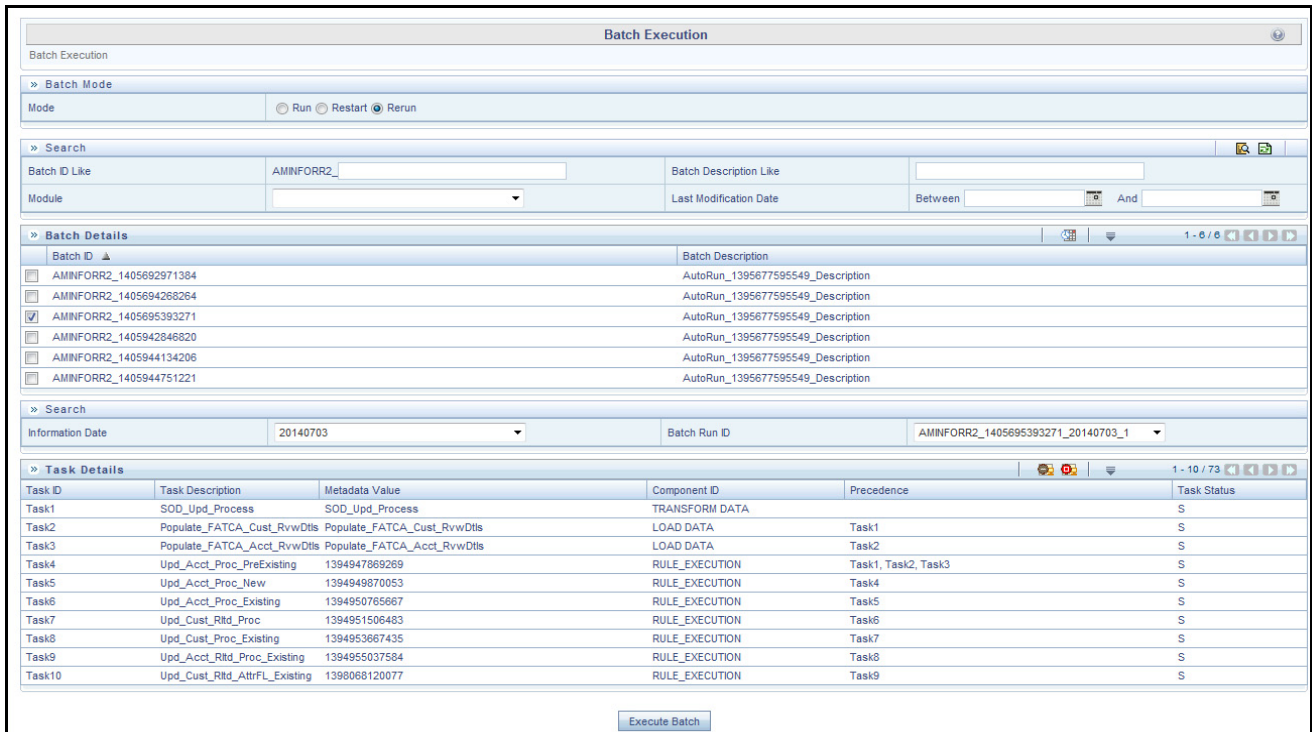 Batch Execution
Batch Execution
» Batch Mode
Mode Run Restart Rerun
» Search
Batch ID Like AMINFORR2_ Batch Description Like
Module Last Modification Date Between And
» Batch Details 1 - 6 / 6
Batch ID Batch Description
AMINFORR2_1405692971384 AutoRun_1395677595549_Description
AMINFORR2_1405694268264 AutoRun_1395677595549_Description
AMINFORR2_1405695393271 AutoRun_1395677595549_Description
AMINFORR2_1405942846820 AutoRun_1395677595549_Description
AMINFORR2_1405944134206 AutoRun_1395677595549_Description
AMINFORR2_1405944751221 AutoRun_1395677595549_Description
» Search
Information Date 20140703 Batch Run ID AMINFORR2_1405695393271_20140703_1
» Task Details 1 - 10 / 73
Task ID Task Description Metadata Value Component ID Precedence Task Status
Task1 SOD_Upd_Process SOD_Upd_Process TRANSFORM DATA S
Task2 Populate_FATCA_Cust_RvwDtls Populate_FATCA_Cust_RvwDtls LOAD DATA Task1 S
Task3 Populate_FATCA_Acct_RvwDtls Populate_FATCA_Acct_RvwDtls LOAD DATA Task2 S
Task4 Upd_Acct_Proc_PreExisting 1394947869269 RULE_EXECUTION Task1, Task2, Task3 S
Task5 Upd_Acct_Proc_New 1394949870053 RULE_EXECUTION Task4 S
Task6 Upd_Acct_Proc_Existing 1394950765667 RULE_EXECUTION Task5 S
Task7 Upd_Cust_Rltd_Proc 1394951506483 RULE_EXECUTION Task6 S
Task8 Upd_Cust_Proc_Existing 1394953667435 RULE_EXECUTION Task7 S
Task9 Upd_Acct_Rltd_Proc_Existing 1394955037584 RULE_EXECUTION Task8 S
Task10 Upd_Cust_Rltd_AttrFL_Existing 1398068120077 RULE_EXECUTION Task9 S
Execute Batch